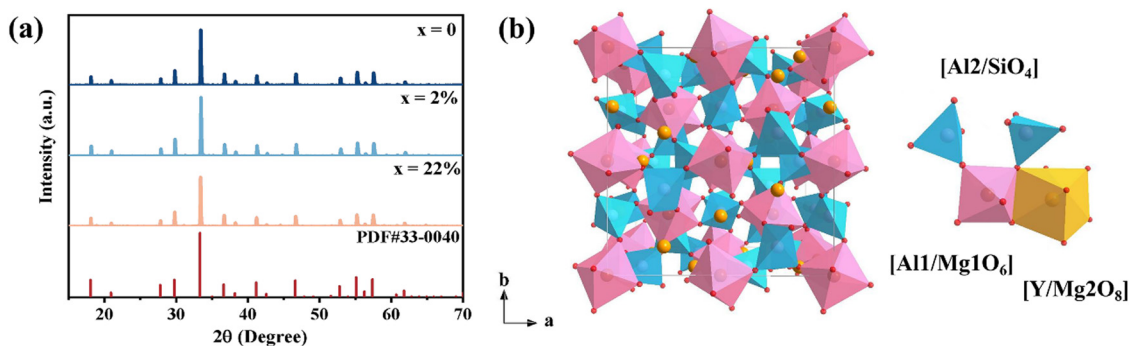 (a)
x = 0
x = 2%
x = 22%
PDF#33-0040
Intensity (a.u.)
20 30 40 50 60 70
2θ (Degree)
(b)
b
a
[Al2/SiO₄]
[Al1/Mg1O₆]
[Y/Mg2O₈]